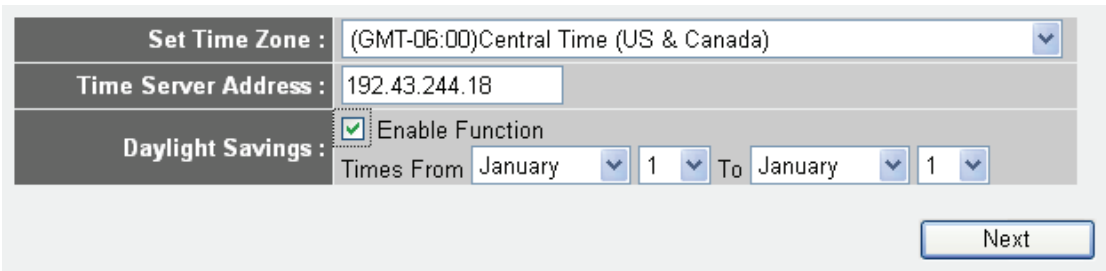 Set Time Zone : (GMT-06:00)Central Time (US & Canada)
Time Server Address : 192.43.244.18
Daylight Savings : Enable Function
Times From January 1 To January 1
Next